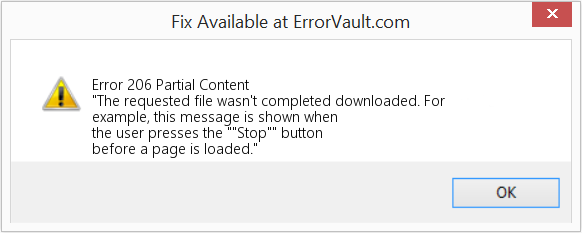 Fix Available at ErrorVault.com
Error 206 Partial Content
"The requested file wasn't completed downloaded. For
example, this message is shown when
the user presses the ""Stop"" button
before a page is loaded."
OK